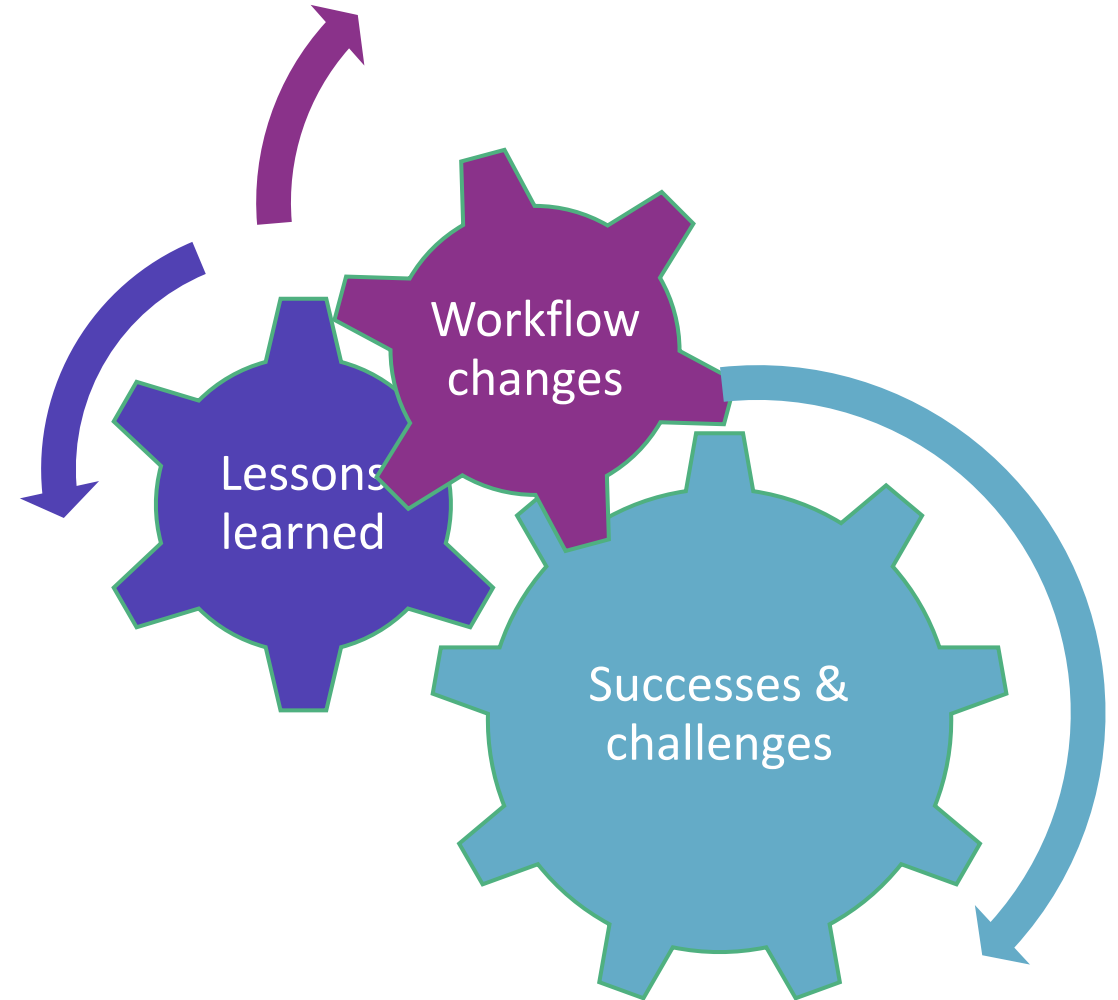 Workflow
changes
Lessons
learned
Successes &
challenges